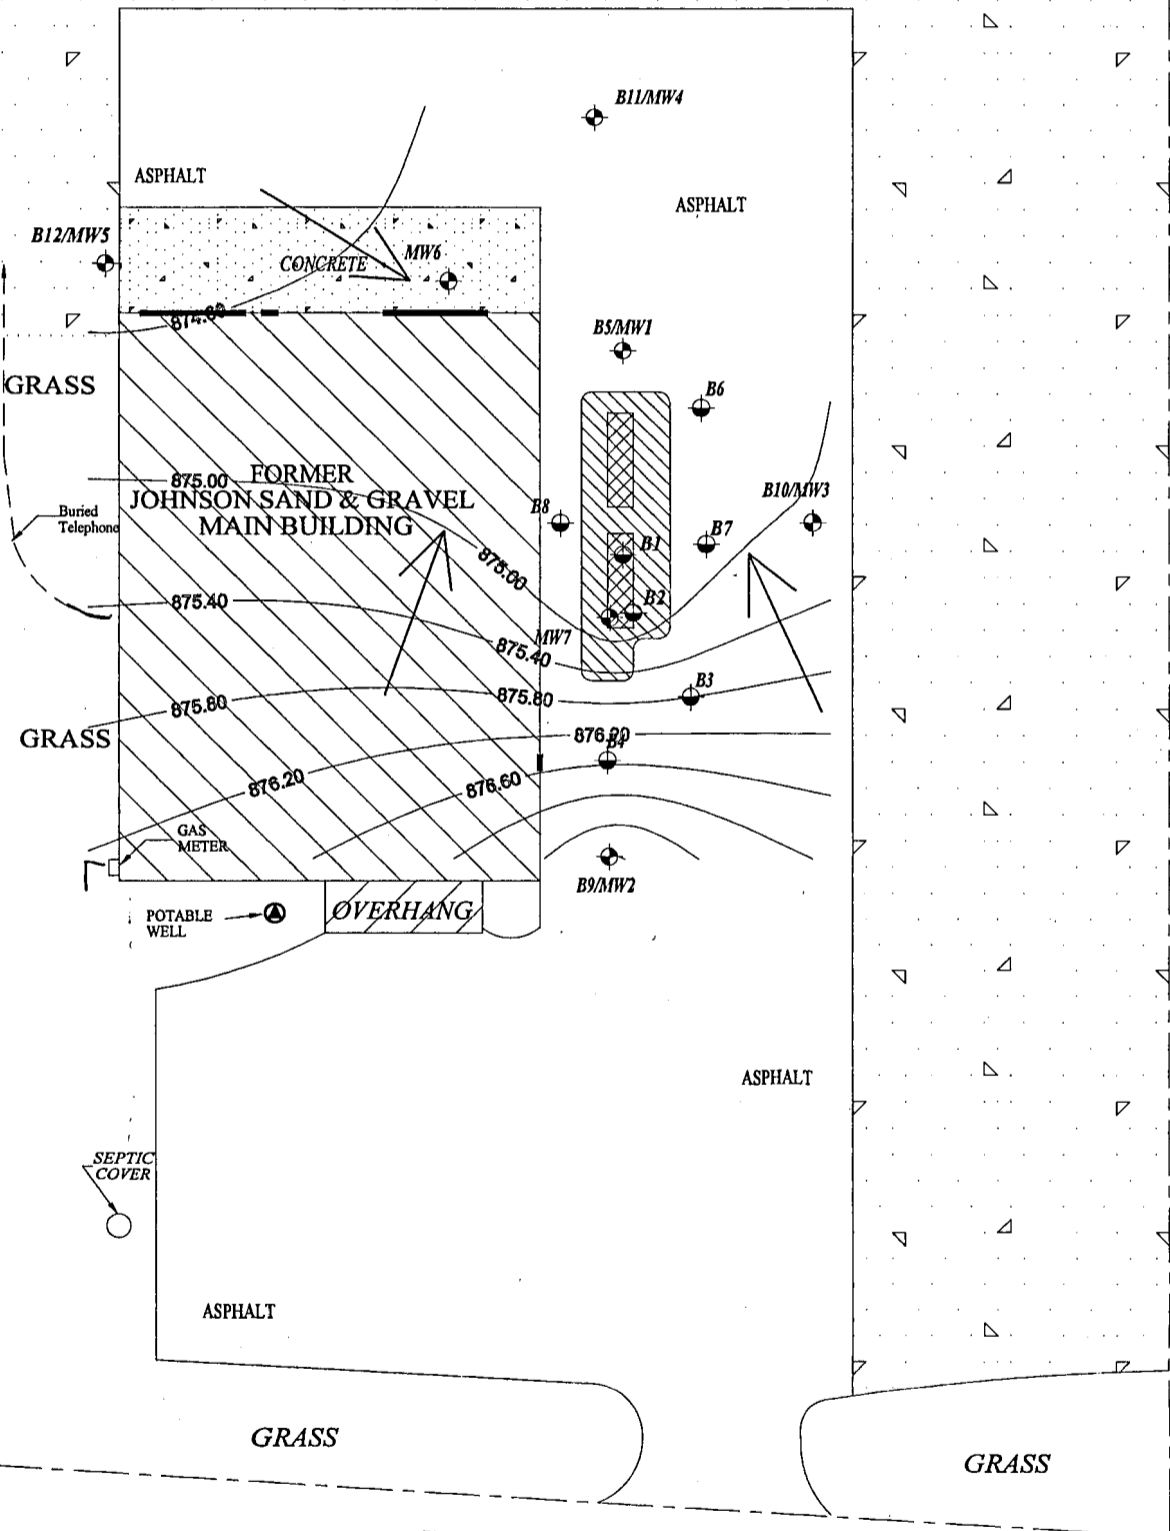 B11/MW4
ASPHALT
ASPHALT
B12/MW5
MW6
CONCRETE
874.60
B5/MW1
GRASS
B6
875.00
FORMER
JOHNSON SAND & GRAVEL
MAIN BUILDING
B10/MW3
B8
Buried
Telephone
B7
B1
875.00
875.40
B2
MW7
875.40
B3
875.80
875.80
GRASS
876.20
B4
876.20
876.60
GAS
METER
B9/MW2
POTABLE
WELL
OVERHANG
ASPHALT
SEPTIC
COVER
ASPHALT
GRASS
GRASS